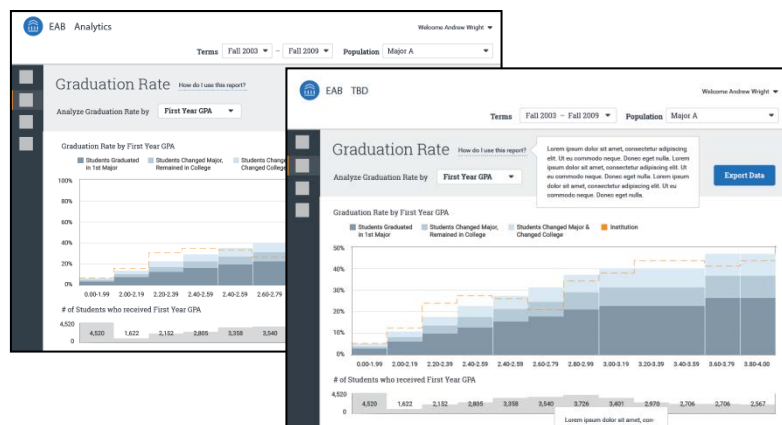 EAB Analytics
Welcome Andrew Wright
Terms Fall 2003 – Fall 2009 Population Major A
Graduation Rate How do I use this report?
Analyze Graduation Rate by First Year GPA
Graduation Rate by First Year GPA
Students Graduated in 1st Major
Students Changed Major, Remained in College
Students Chang
Changed College
100%
80%
60%
40%
20%
0%
0.00-1.99 2.00-2.19 2.20-2.39 2.40-2.59 2.40-2.59 2.60-2.79
# of Students who received First Year GPA
4,520
0
4,520 1,622 2,152 2,805 3,358 3,540
EAB TBD
Welcome Andrew Wright
Terms Fall 2003 – Fall 2009 Population Major A
Graduation Rate How do I use this report?
Lorem ipsum dolor sit amet, consectetur adipiscing
elit. Ut eu commodo neque. Donec eget nulla. Lorem
ipsum dolor sit amet, consectetur adipiscing elit. Ut
eu commodo neque. Donec eget nulla. Lorem ipsum
dolor sit amet, consectetur adipiscing elit. Ut eu
commodo neque. Donec eget nulla.
Analyze Graduation Rate by First Year GPA
Export Data
Graduation Rate by First Year GPA
Students Graduated in 1st Major
Students Changed Major, Remained in College
Students Changed Major & Changed College
Institution
50%
40%
30%
20%
10%
0%
0.00-1.99 2.00-2.19 2.20-2.39 2.40-2.59 2.40-2.59 2.60-2.79 2.80-2.99 3.00-3.19 3.20-3.39 3.40-3.59 3.60-3.79 3.80-4.00
# of Students who received First Year GPA
4,520
0
4,520 1,622 2,152 2,805 3,358 3,540 3,726 3,401 2,970 2,706 2,706 2,567
Lorem ipsum dolor sit amet, con-